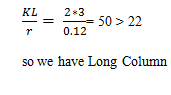 KL/r = 2*3/0.12 = 50 > 22
so we have Long Column